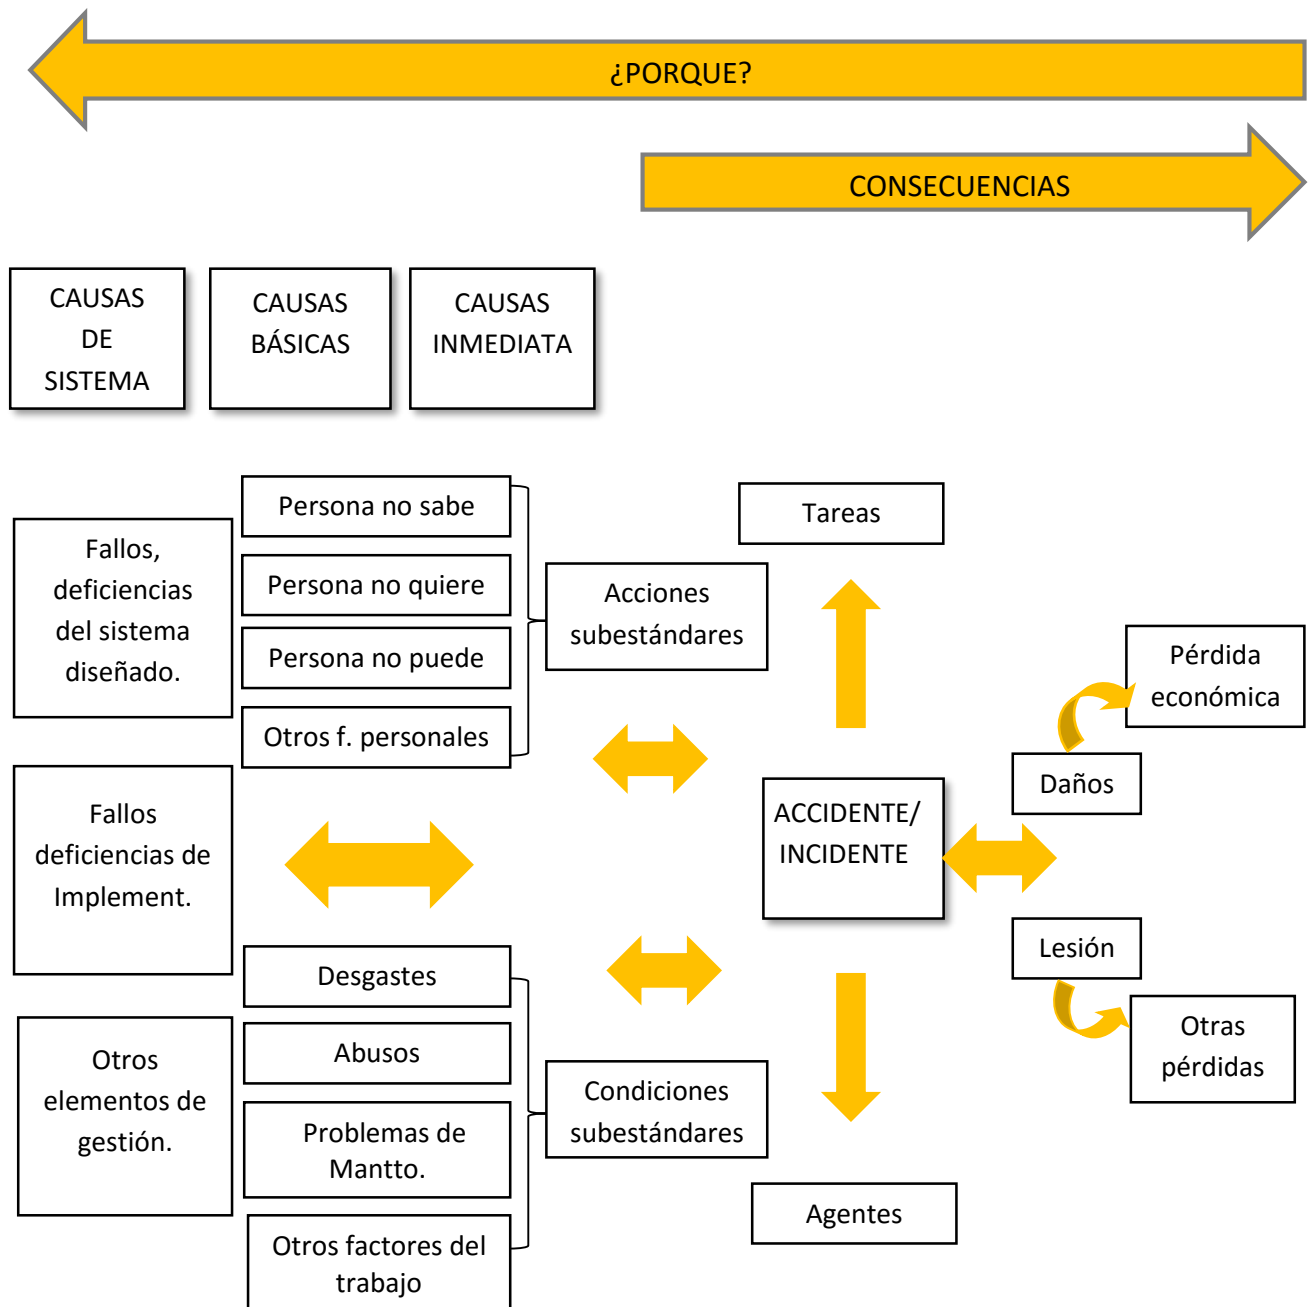 ¿PORQUE?
CONSECUENCIAS
CAUSAS
DE
SISTEMA
CAUSAS
BÁSICAS
CAUSAS
INMEDIATA
Fallos,
deficiencias
del sistema
diseñado.
Fallos
deficiencias de
Implement.
Otros
elementos de
gestión.
Persona no sabe
Persona no quiere
Persona no puede
Otros f. personales
Desgastes
Abusos
Problemas de
Mantto.
Otros factores del
trabajo
Acciones
subestándares
Condiciones
subestándares
Tareas
ACCIDENTE/
INCIDENTE
Agentes
Pérdida
económica
Daños
Lesión
Otras
pérdidas